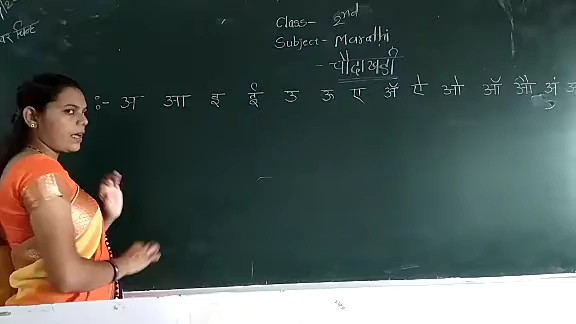 Class- 2nd
Subject- Marathi
- चौदाखडी
:- अ आ इ ई उ ऊ ए ॲ ऐ ओ ऑ औ अं